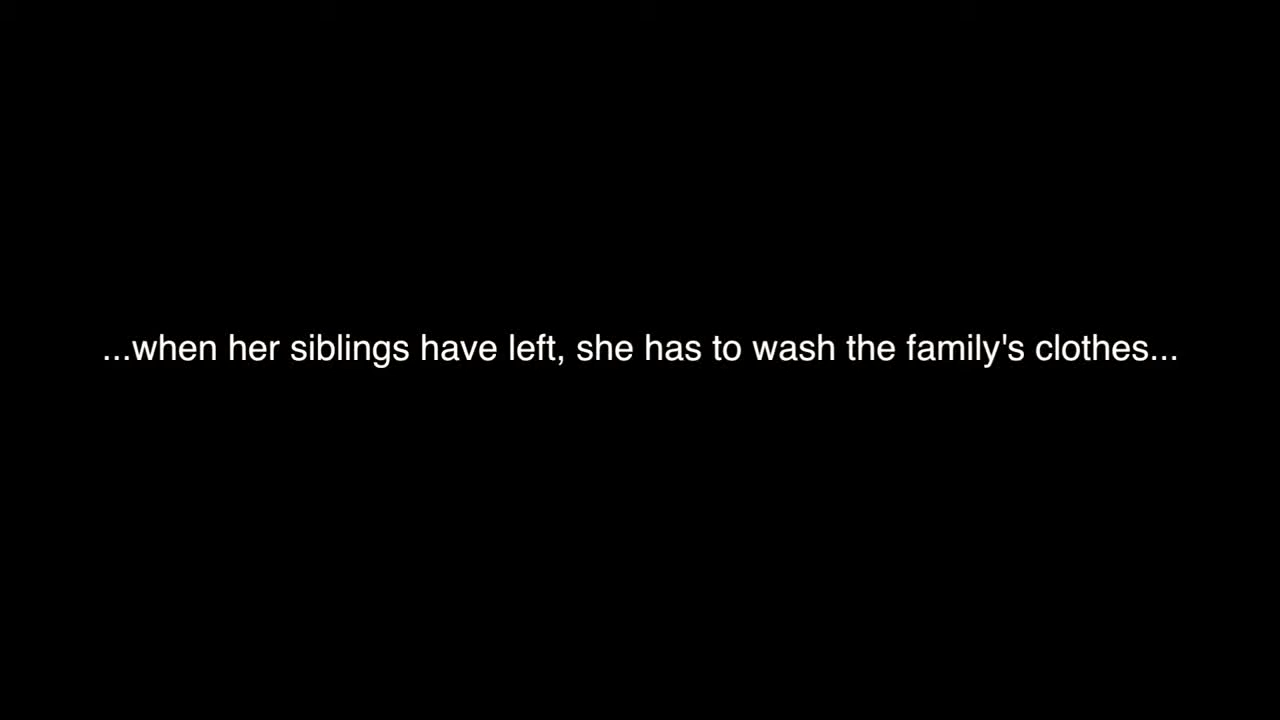 ...when her siblings have left, she has to wash the family's clothes...